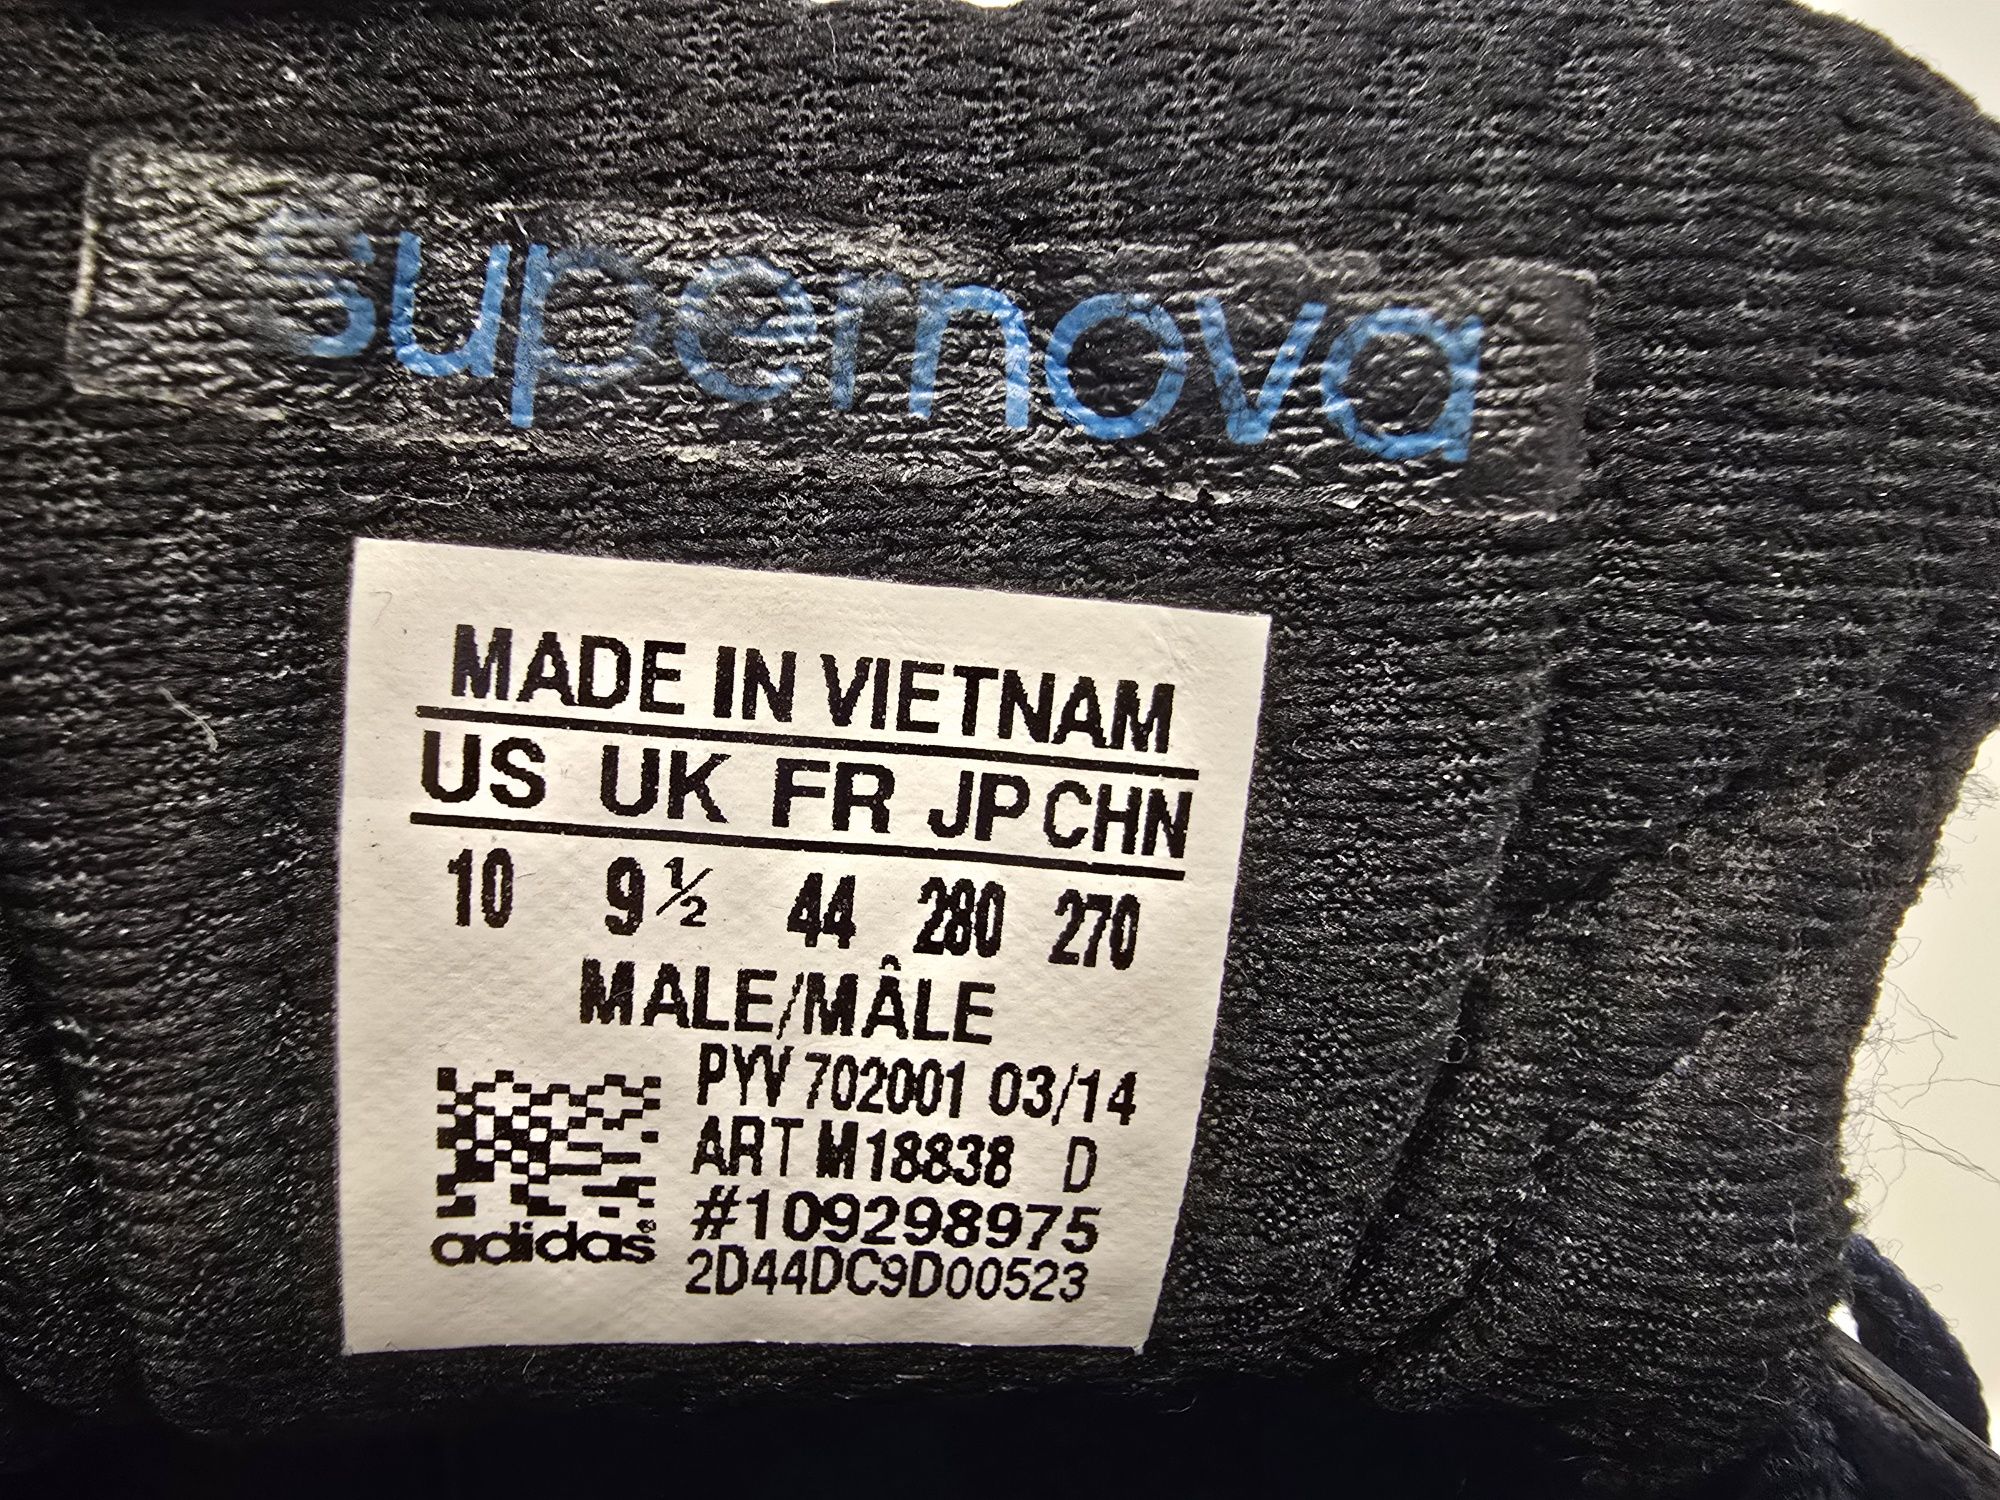 supernova
MADE IN VIETNAM
US UK FR JP CHN
10 9½ 44 280 270
MALE/MÂLE
PYV 702001 03/14
ART M18838 D
#109298975
2D44DC9D00523
adidas®